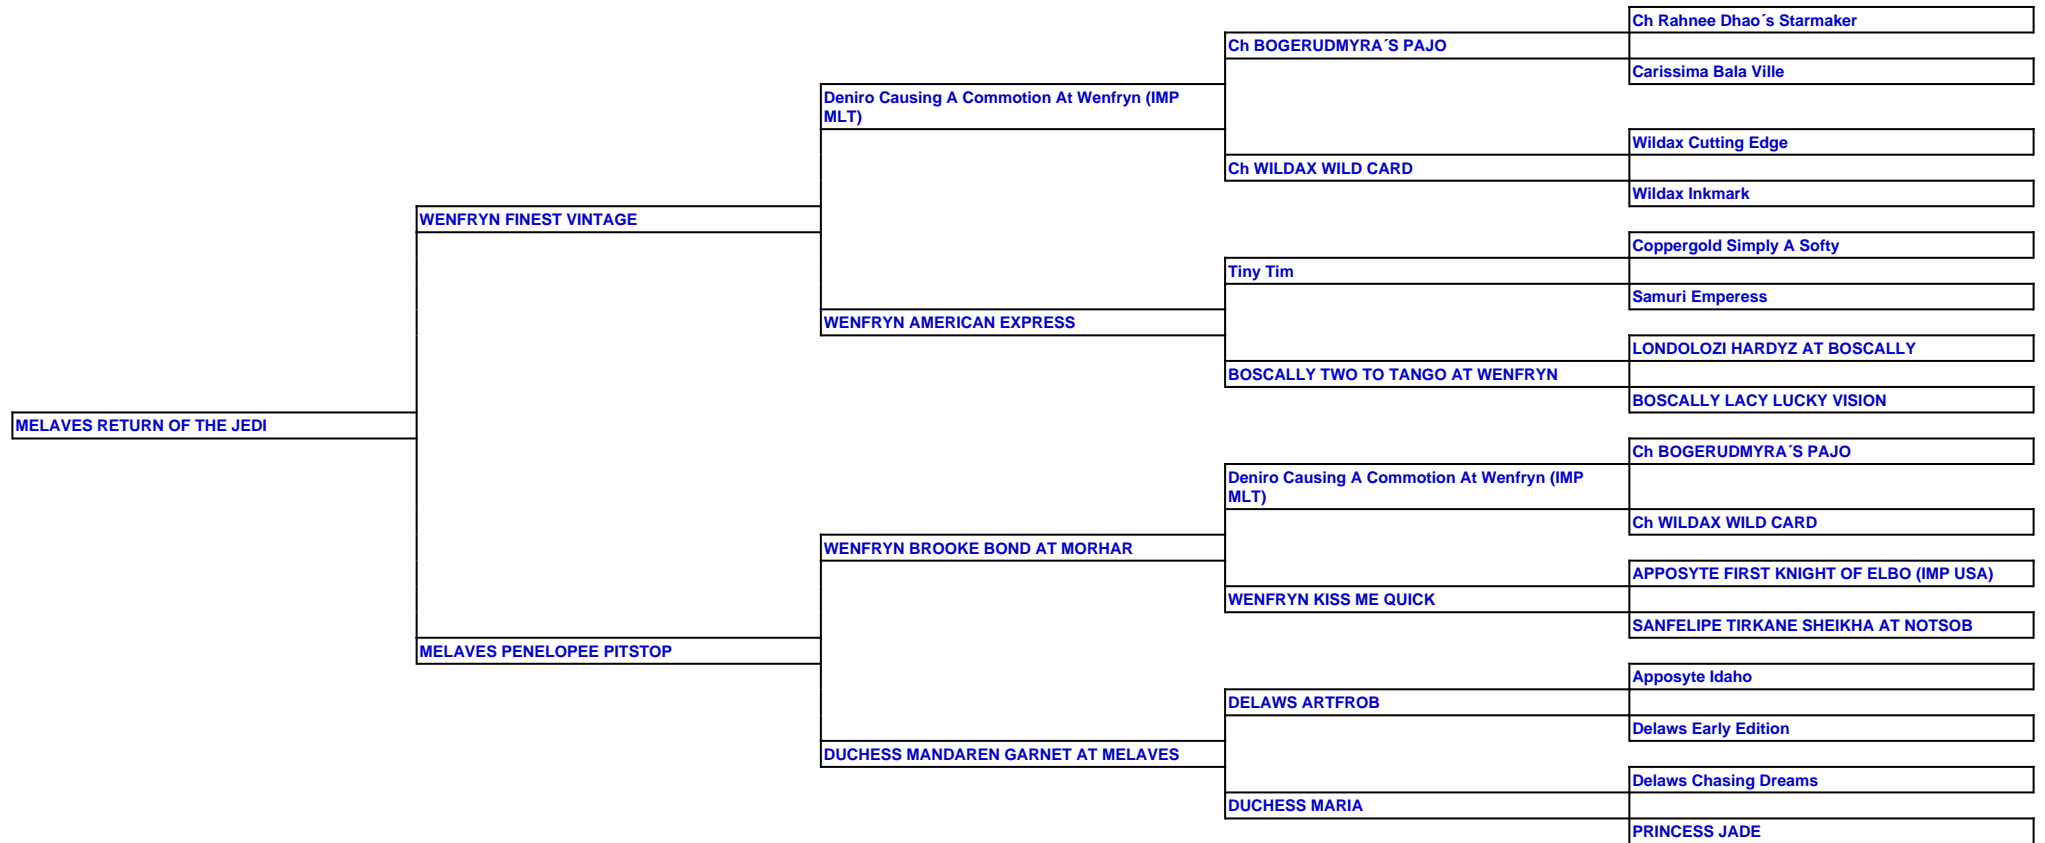 Ch Rahnee Dhao´s Starmaker
Ch BOGERUDMYRA´S PAJO
Carissima Bala Ville
Deniro Causing A Commotion At Wenfryn (IMP
MLT)
Wildax Cutting Edge
Ch WILDAX WILD CARD
Wildax Inkmark
WENFRYN FINEST VINTAGE
Coppergold Simply A Softy
Tiny Tim
Samuri Emperess
WENFRYN AMERICAN EXPRESS
LONDOLOZI HARDYZ AT BOSCALLY
BOSCALLY TWO TO TANGO AT WENFRYN
BOSCALLY LACY LUCKY VISION
MELAVES RETURN OF THE JEDI
Ch BOGERUDMYRA´S PAJO
Deniro Causing A Commotion At Wenfryn (IMP
MLT)
Ch WILDAX WILD CARD
WENFRYN BROOKE BOND AT MORHAR
APPOSYTE FIRST KNIGHT OF ELBO (IMP USA)
WENFRYN KISS ME QUICK
SANFELIPE TIRKANE SHEIKHA AT NOTSOB
MELAVES PENELOPEE PITSTOP
Apposyte Idaho
DELAWS ARTFROB
Delaws Early Edition
DUCHESS MANDAREN GARNET AT MELAVES
Delaws Chasing Dreams
DUCHESS MARIA
PRINCESS JADE